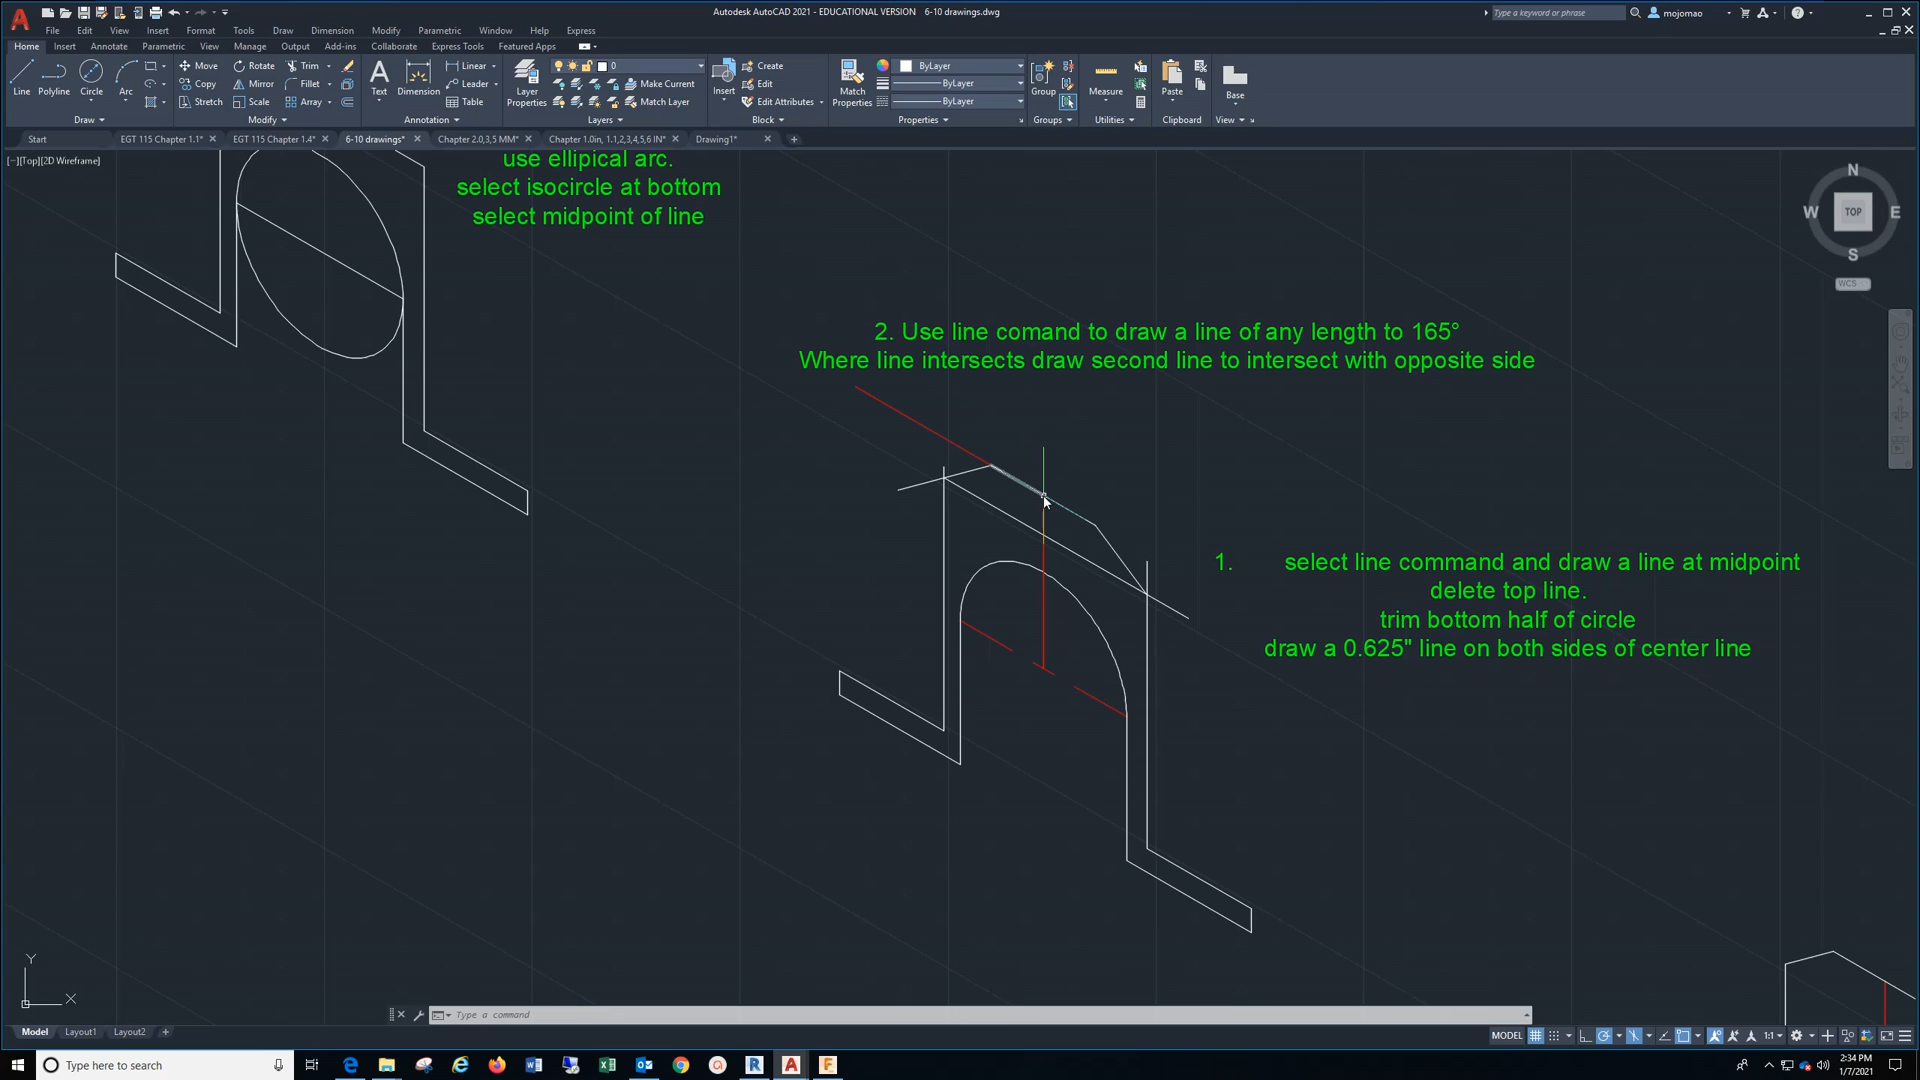 Autodesk AutoCAD 2021 - EDUCATIONAL VERSION 6-10 drawings.dwg
Type a keyword or phrase
mojomao
File Edit View Insert Format Tools Draw Dimension Modify Parametric Window Help Express
Home Insert Annotate Parametric View Manage Output Add-ins Collaborate Express Tools Featured Apps
Line Polyline Circle Arc
Move Rotate Trim
Copy Mirror Fillet
Stretch Scale Array
Text Dimension
Linear
Leader
Table
Layer Properties
0
Make Current
Match Layer
Insert
Create
Edit
Edit Attributes
Match Properties
ByLayer
ByLayer
ByLayer
Group
Measure
Paste
Base
Draw Modify Annotation Layers Block Properties Groups Utilities Clipboard View
Start EGT 115 Chapter 1.1* EGT 115 Chapter 1.4* 6-10 drawings* Chapter 2.0,3,5 MM* Chapter 1.0in, 1.1,2,3,4,5,6 IN* Drawing1*
[−][Top][2D Wireframe]
use ellipical arc.
select isocircle at bottom
select midpoint of line
N
W TOP E
S
WCS
2. Use line comand to draw a line of any length to 165°
Where line intersects draw second line to intersect with opposite side
1. select line command and draw a line at midpoint
delete top line.
trim bottom half of circle
draw a 0.625" line on both sides of center line
Y
X
Type a command
Model Layout1 Layout2
MODEL
1:1
Type here to search
2:34 PM
1/7/2021